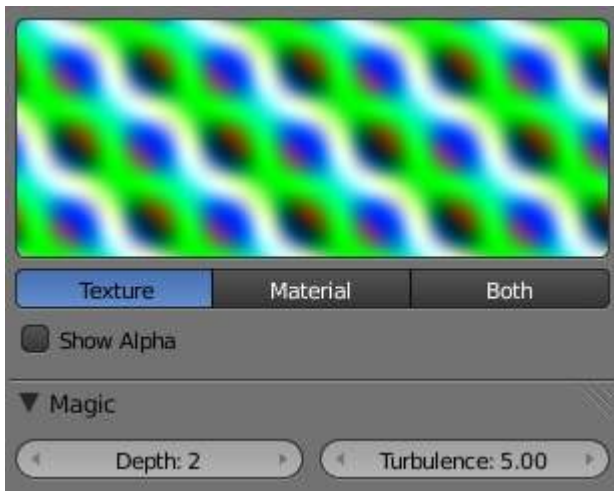 Texture Material Both
Show Alpha
Magic
Depth: 2 Turbulence: 5.00